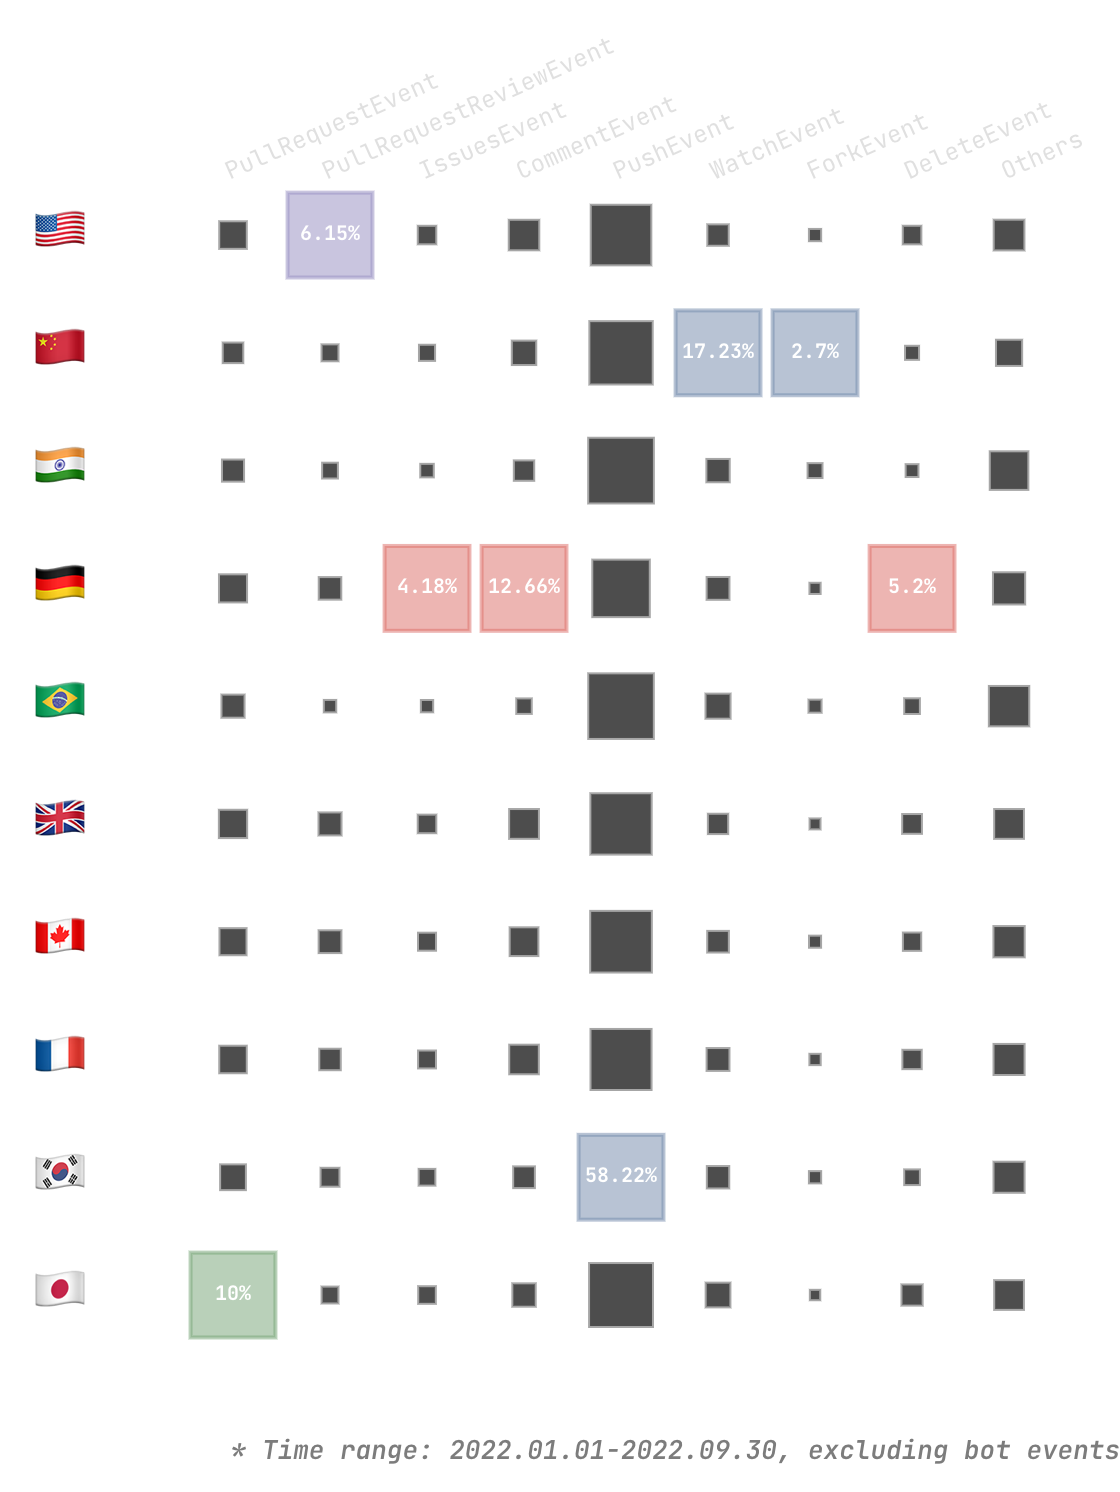 PullRequestEvent
PullRequestReviewEvent
IssuesEvent
CommentEvent
PushEvent
WatchEvent
ForkEvent
DeleteEvent
Others
6.15%
17.23% 2.7%
4.18% 12.66% 5.2%
58.22%
10%
* Time range: 2022.01.01-2022.09.30, excluding bot events